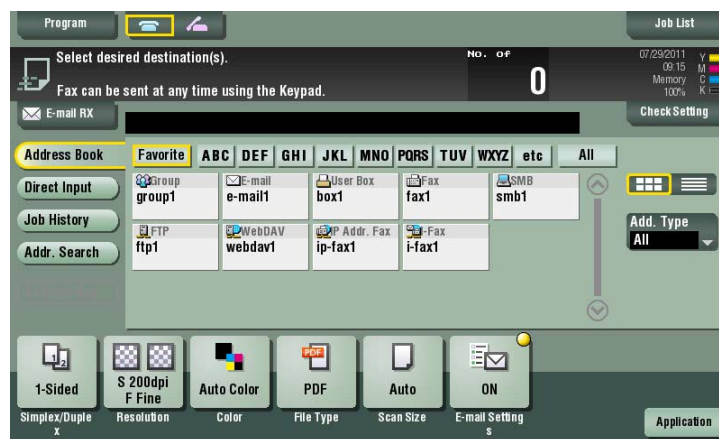 Program
Job List
Select desired destination(s).
No. of
0
Fax can be sent at any time using the Keypad.
07/29/2011
09:15
Memory
100%
Y
M
C
K
E-mail RX
Check Setting
Address Book
Favorite
ABC
DEF
GHI
JKL
MNO
PQRS
TUV
WXYZ
etc
All
Direct Input
Job History
Addr. Search
Group
group1
E-mail
e-mail1
User Box
box1
Fax
fax1
SMB
smb1
FTP
ftp1
WebDAV
webdav1
IP Addr. Fax
ip-fax1
I-Fax
i-fax1
Add. Type
All
1-Sided
S 200dpi
F Fine
Auto Color
PDF
PDF
Auto
ON
Simplex/Duple
x
Resolution
Color
File Type
Scan Size
E-mail Setting
s
Application